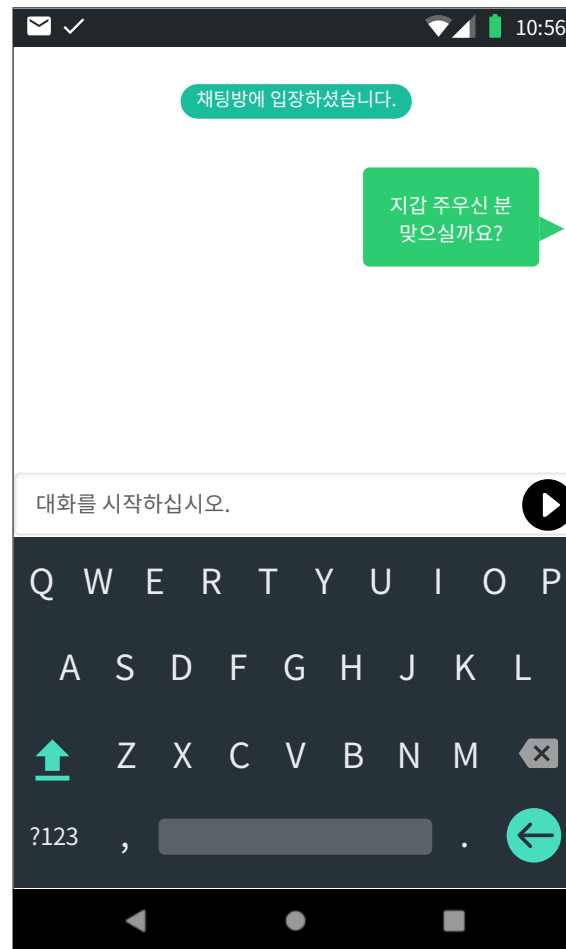 10:56
채팅방에 입장하셨습니다.
지갑 주우신 분
맞으실까요?
대화를 시작하십시오.
Q W E R T Y U I O P
A S D F G H J K L
Z X C V B N M
?123 , .